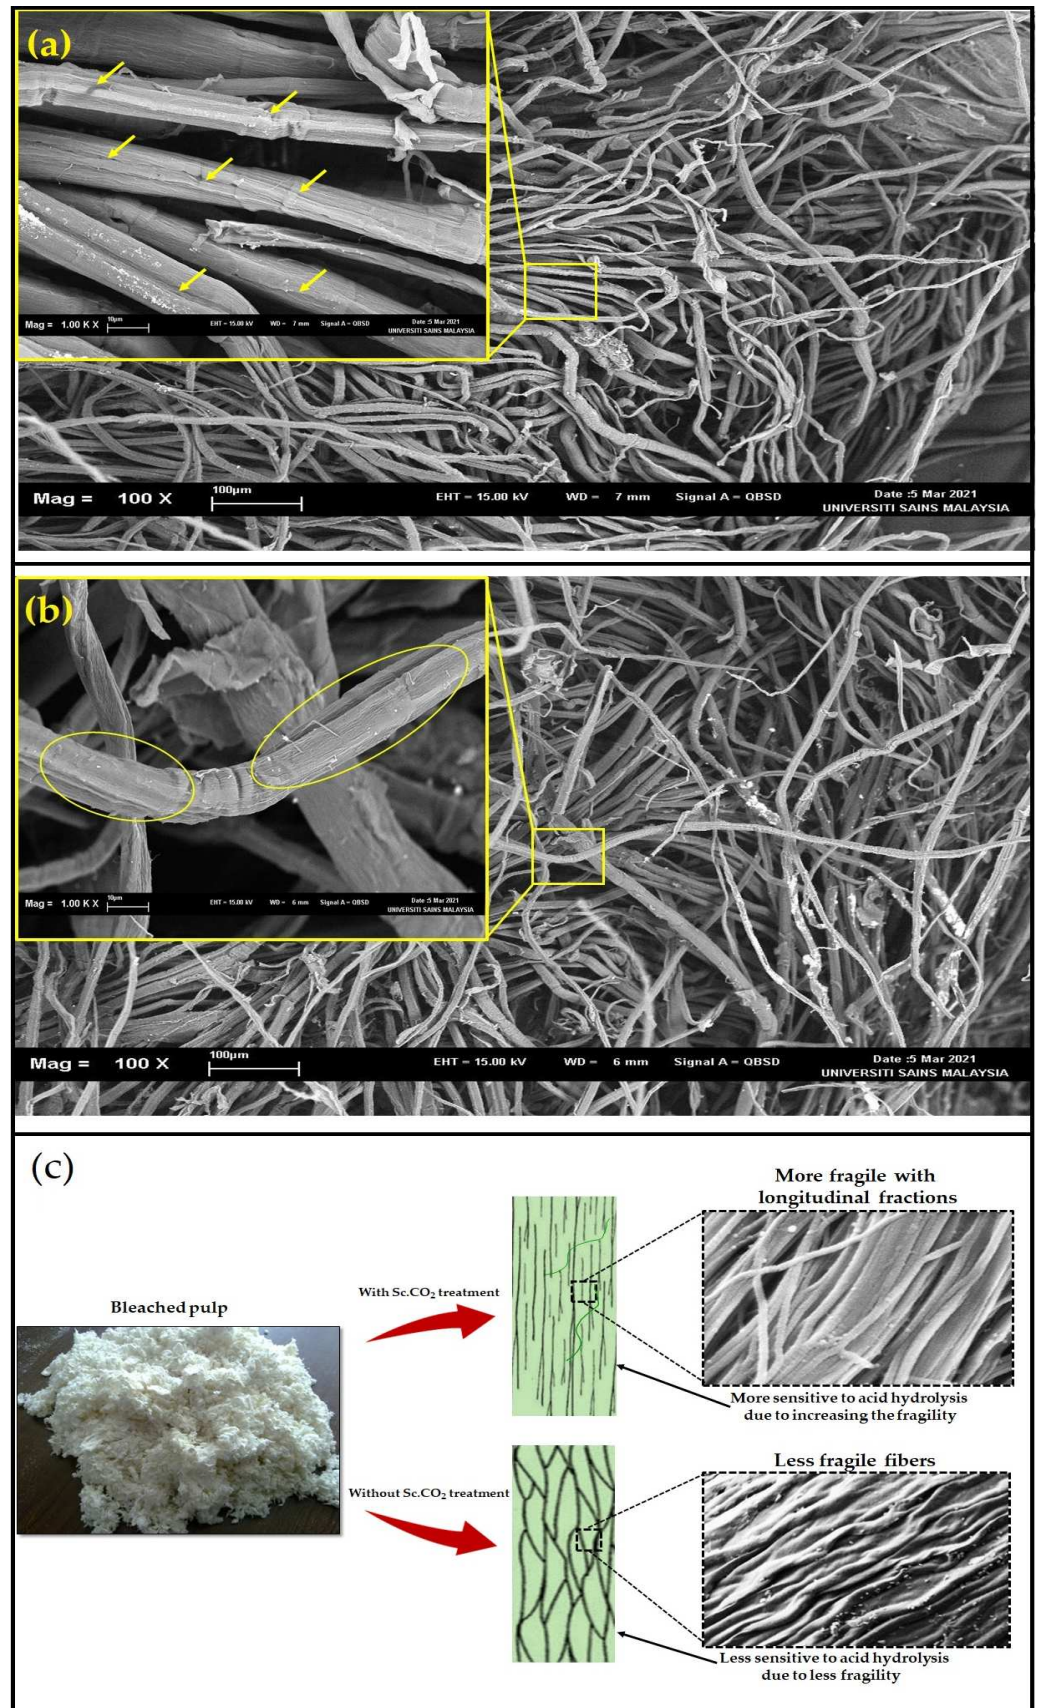 (a)
Mag = 1.00 K X 10µm EHT = 15.00 kV WD = 7 mm Signal A = QBSD Date :5 Mar 2021
UNIVERSITI SAINS MALAYSIA
Mag = 100 X 100µm EHT = 15.00 kV WD = 7 mm Signal A = QBSD Date :5 Mar 2021
UNIVERSITI SAINS MALAYSIA
(b)
Mag = 1.00 K X 10µm EHT = 15.00 kV WD = 6 mm Signal A = QBSD Date :5 Mar 2021
UNIVERSITI SAINS MALAYSIA
Mag = 100 X 100µm EHT = 15.00 kV WD = 6 mm Signal A = QBSD Date :5 Mar 2021
UNIVERSITI SAINS MALAYSIA
(c)
More fragile with
longitudinal fractions
With Sc.CO₂ treatment
Bleached pulp
More sensitive to acid hydrolysis
due to increasing the fragility
Less fragile fibers
Without Sc.CO₂ treatment
Less sensitive to acid hydrolysis
due to less fragility